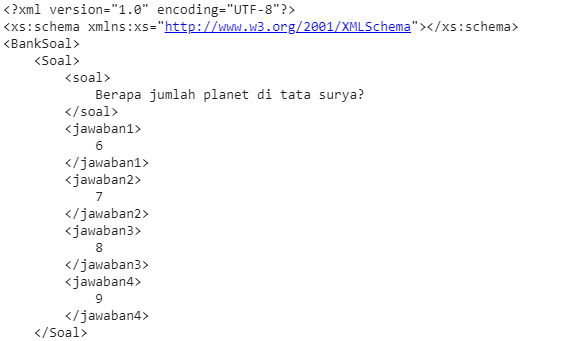 <?xml version="1.0" encoding="UTF-8"?>
<xs:schema xmlns:xs="http://www.w3.org/2001/XMLSchema"></xs:schema>
<BankSoal>
    <Soal>
        <soal>
            Berapa jumlah planet di tata surya?
        </soal>
        <jawaban1>
            6
        </jawaban1>
        <jawaban2>
            7
        </jawaban2>
        <jawaban3>
            8
        </jawaban3>
        <jawaban4>
            9
        </jawaban4>
    </Soal>